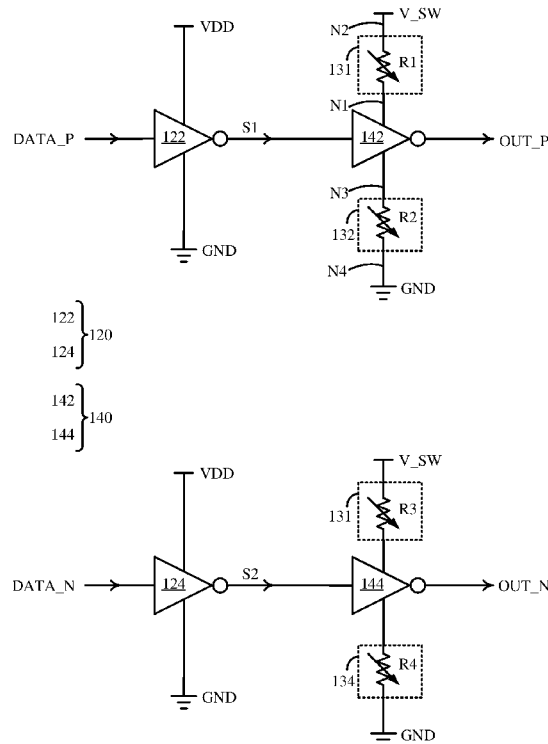 N2
V_SW
VDD
131
R1
N1
DATA_P
122
S1
142
OUT_P
N3
132
R2
GND
N4
GND
122
124
120
142
144
140
VDD
V_SW
131
R3
DATA_N
124
S2
144
OUT_N
134
R4
GND
GND